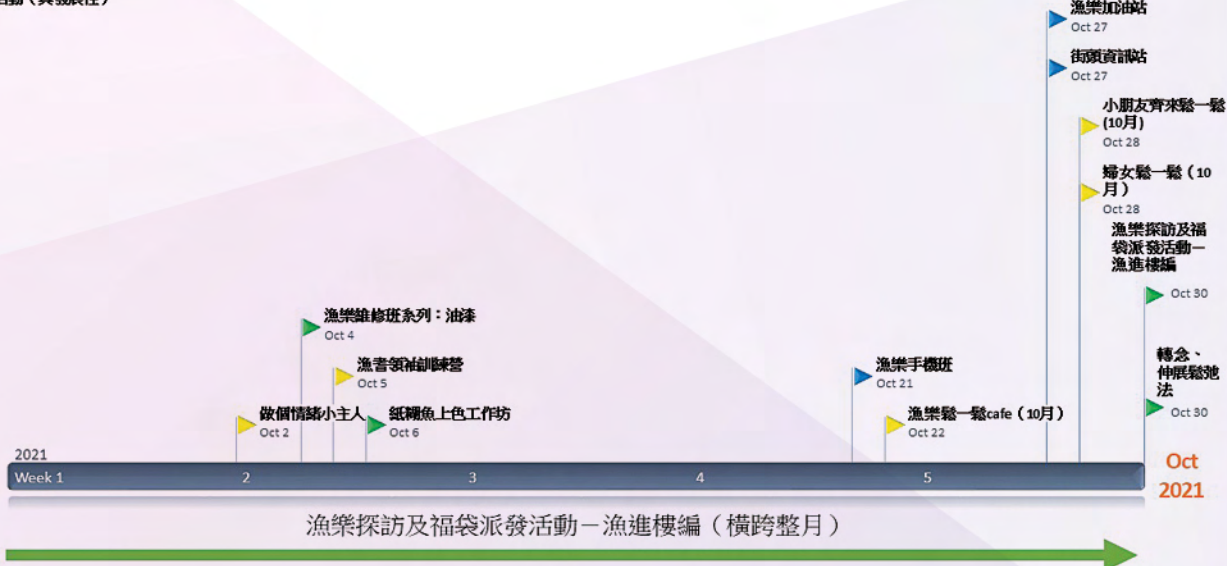 漁樂加油站
Oct 27
街頭資訊站
Oct 27
小朋友齊來鬆一鬆
(10月)
Oct 28
婦女鬆一鬆（10
月）
Oct 28
漁樂探訪及福
袋派發活動－
漁進樓編
Oct 30
漁樂維修班系列：油漆
Oct 4
漁書領袖訓練營
Oct 5
做個情緒小主人
Oct 2
紙糊魚上色工作坊
Oct 6
漁樂手機班
Oct 21
漁樂鬆一鬆cafe（10月）
Oct 22
轉念、
伸展鬆弛
法
Oct 30
2021
Week 1 2 3 4 5
Oct
2021
漁樂探訪及福袋派發活動－漁進樓編（橫跨整月）